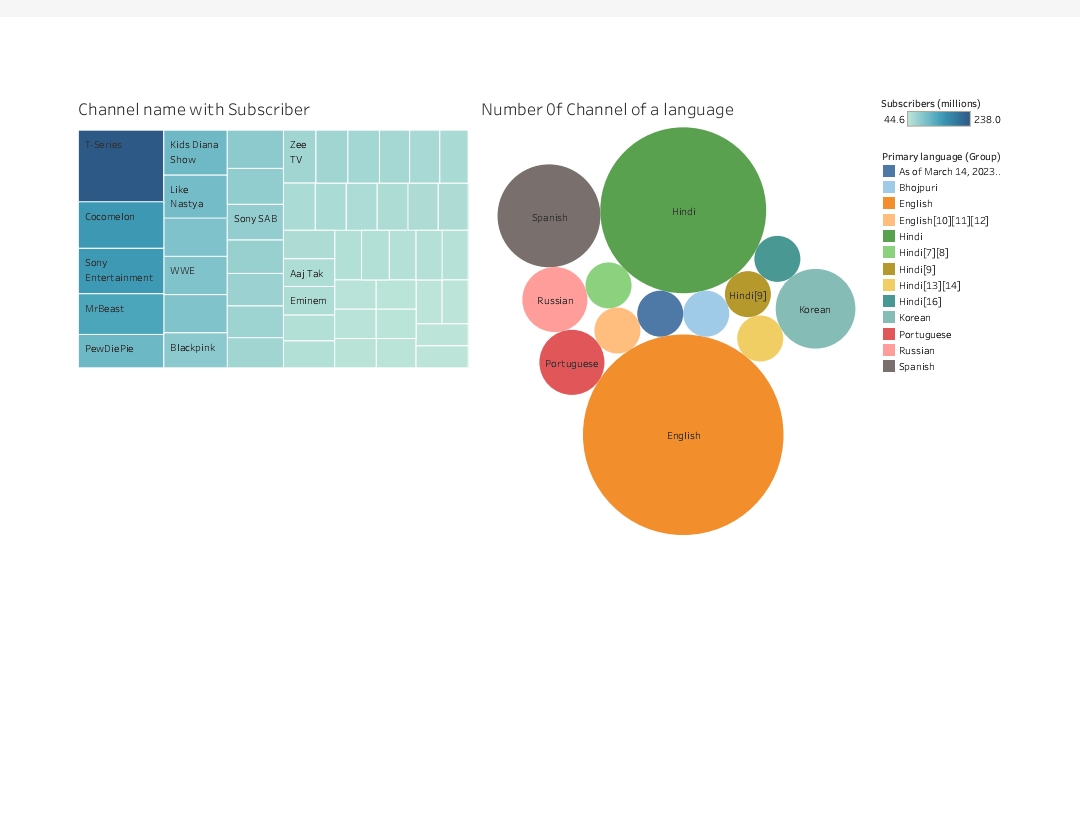 Channel name with Subscriber
T-Series
Cocomelon
Sony
Entertainment
MrBeast
PewDiePie
Kids Diana
Show
Like
Nastya
WWE
Blackpink
Sony SAB
Zee
TV
Aaj Tak
Eminem
Number 0f Channel of a language
Spanish
Hindi
Russian
Hindi[9]
Korean
Portuguese
English
Subscribers (millions)
44.6 238.0
Primary language (Group)
As of March 14, 2023..
Bhojpuri
English
English[10][11][12]
Hindi
Hindi[7][8]
Hindi[9]
Hindi[13][14]
Hindi[16]
Korean
Portuguese
Russian
Spanish